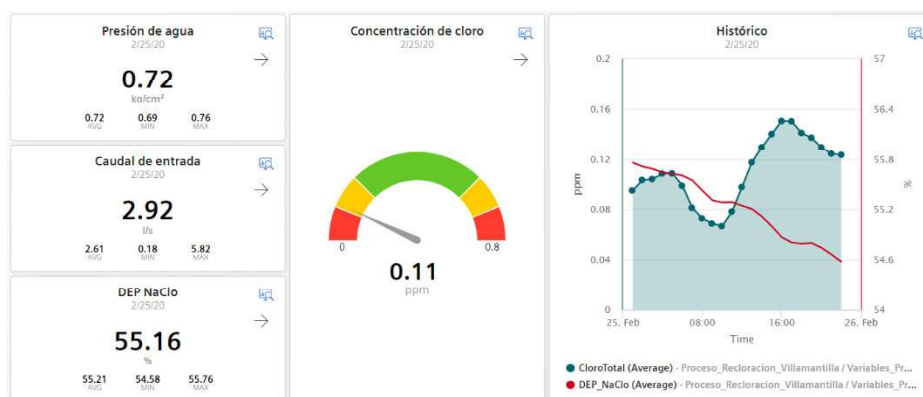 Presión de agua
2/25/20
0.72
kg/cm²
0.72 0.69 0.76
AVG MIN MAX
Caudal de entrada
2/25/20
2.92
l/s
2.61 0.18 5.82
AVG MIN MAX
DEP NaClo
2/25/20
55.16
%
55.21 54.58 55.76
AVG MIN MAX
Concentración de cloro
2/25/20
0 0.8
0.11
ppm
Histórico
2/25/20
0.2 57
0.16 56.4
0.12 55.8
ppm %
0.08 55.2
0.04 54.6
0 54
25. Feb 08:00 16:00 26. Feb
Time
CloroTotal (Average) - Proceso_Recloracion_Villamantilla / Variables_Pr...
DEP_NaClo (Average) - Proceso_Recloracion_Villamantilla / Variables_Pr...